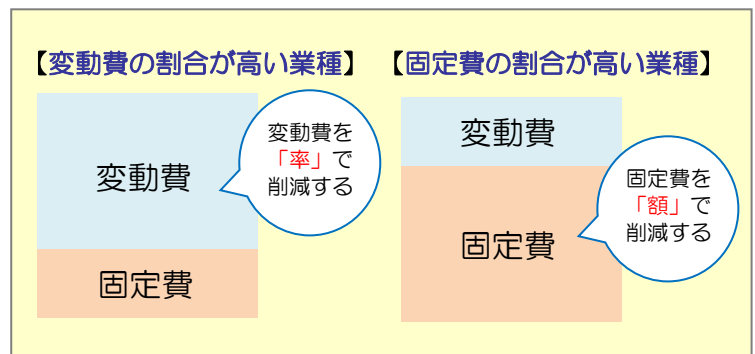 【変動費の割合が高い業種】
変動費
変動費を
「率」で
削減する
固定費
【固定費の割合が高い業種】
変動費
固定費
固定費を
「額」で
削減する